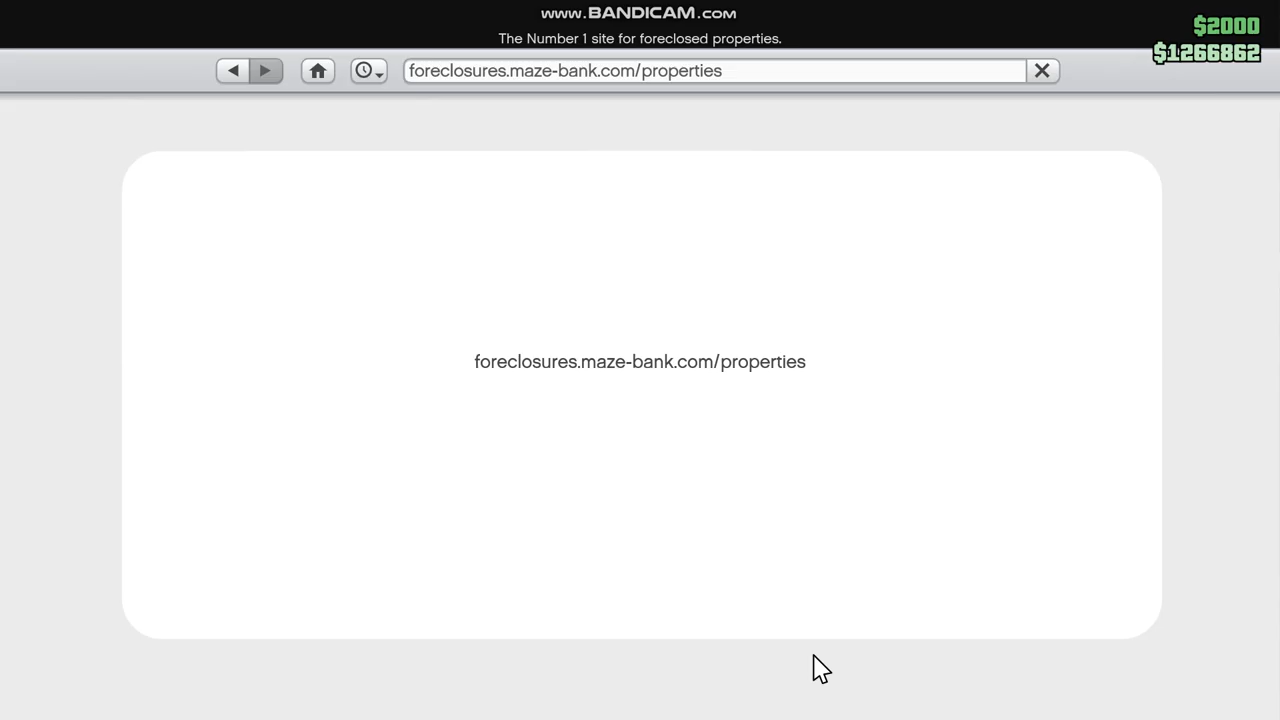 www.BANDICAM.com
The Number 1 site for foreclosed properties.
$2000
$1266862
foreclosures.maze-bank.com/properties
foreclosures.maze-bank.com/properties